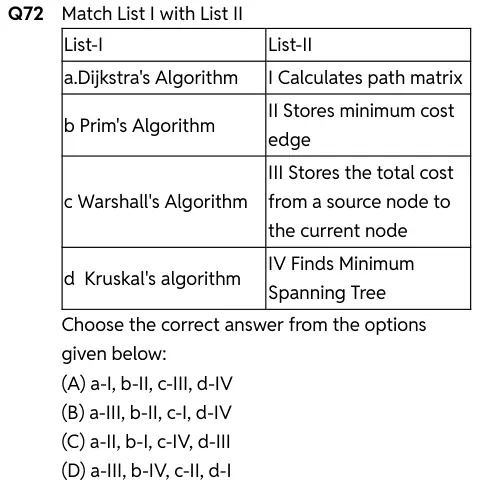 Q72 Match List I with List II
List-I List-II
a.Dijkstra's Algorithm I Calculates path matrix
b Prim's Algorithm II Stores minimum cost
edge
c Warshall's Algorithm III Stores the total cost
from a source node to
the current node
d Kruskal's algorithm IV Finds Minimum
Spanning Tree
Choose the correct answer from the options
given below:
(A) a-I, b-II, c-III, d-IV
(B) a-III, b-II, c-I, d-IV
(C) a-II, b-I, c-IV, d-III
(D) a-III, b-IV, c-II, d-I